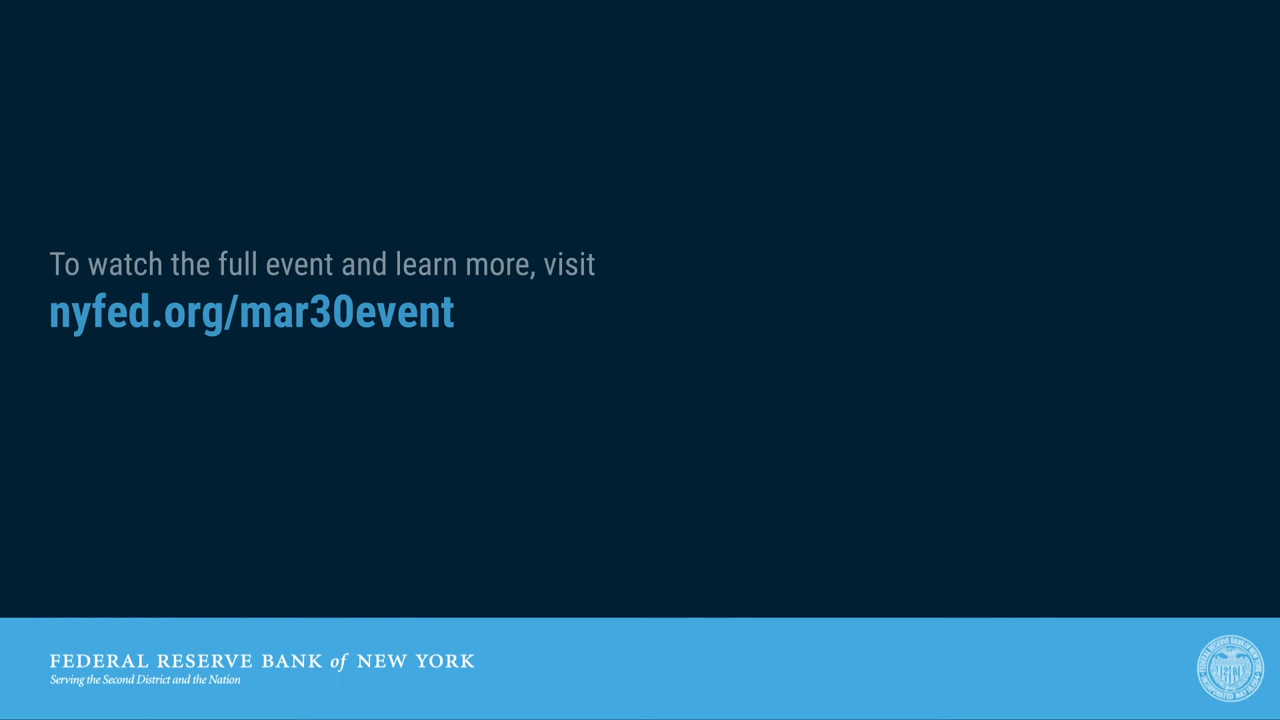 To watch the full event and learn more, visit
nyfed.org/mar30event
FEDERAL RESERVE BANK of NEW YORK
Serving the Second District and the Nation